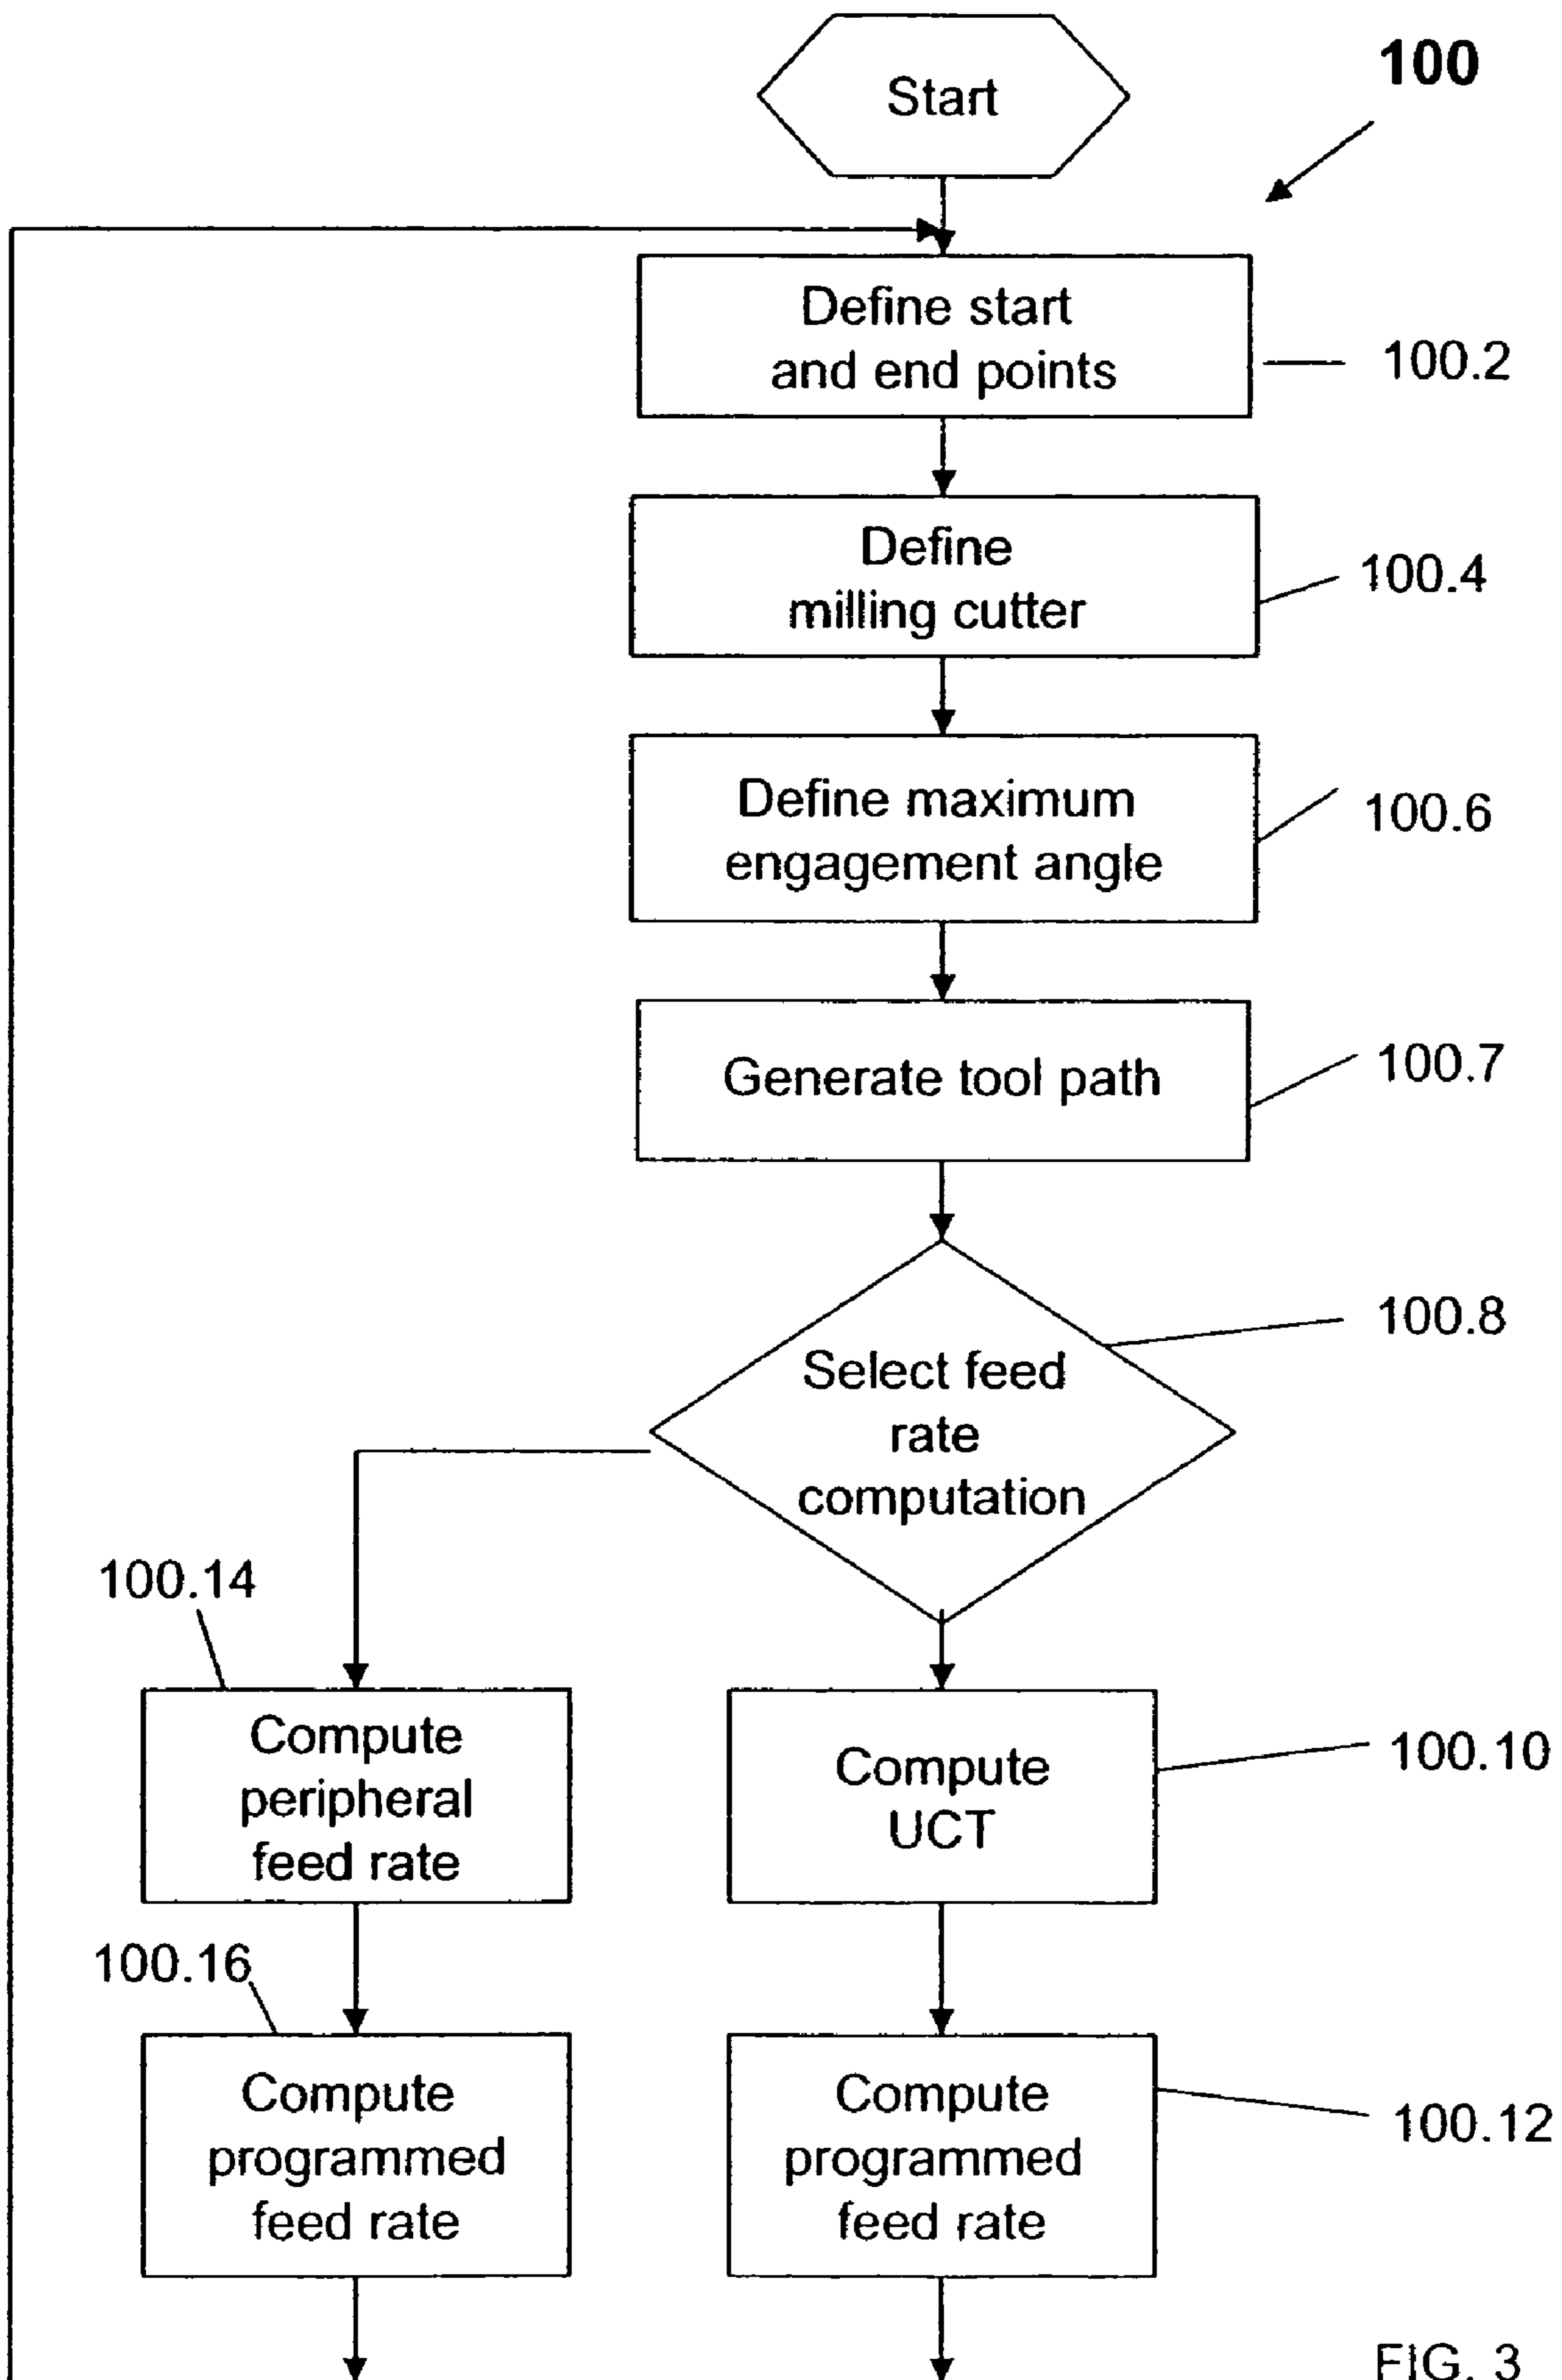 Start
100
Define start
and end points
100.2
Define
milling cutter
100.4
Define maximum
engagement angle
100.6
Generate tool path
100.7
Select feed
rate
computation
100.8
100.14
Compute
peripheral
feed rate
Compute
UCT
100.10
100.16
Compute
programmed
feed rate
Compute
programmed
feed rate
100.12
FIG. 3